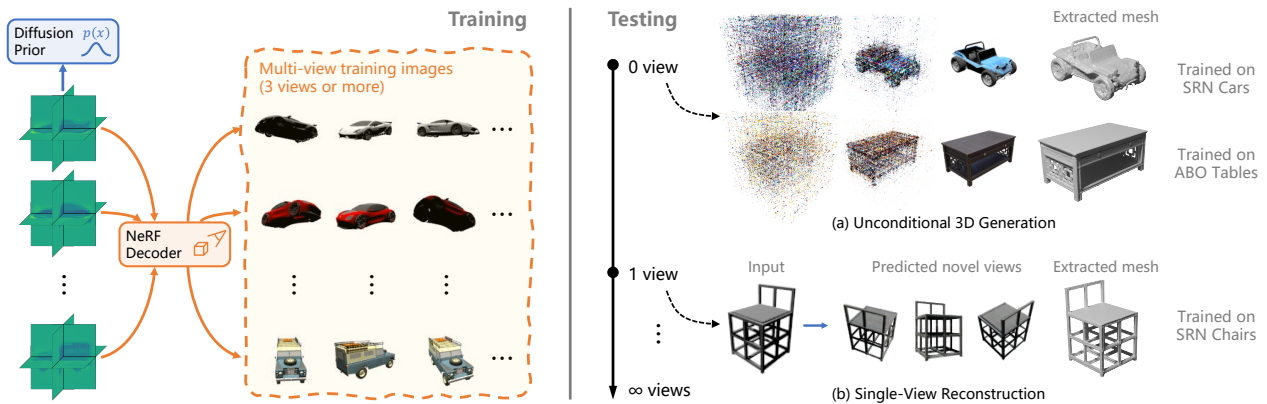 Training
Diffusion
Prior
p(x)
Multi-view training images
(3 views or more)
...
...
NeRF
Decoder
...
Testing
0 view
Extracted mesh
Trained on
SRN Cars
Trained on
ABO Tables
(a) Unconditional 3D Generation
1 view
Input
Predicted novel views
Extracted mesh
Trained on
SRN Chairs
∞ views
(b) Single-View Reconstruction